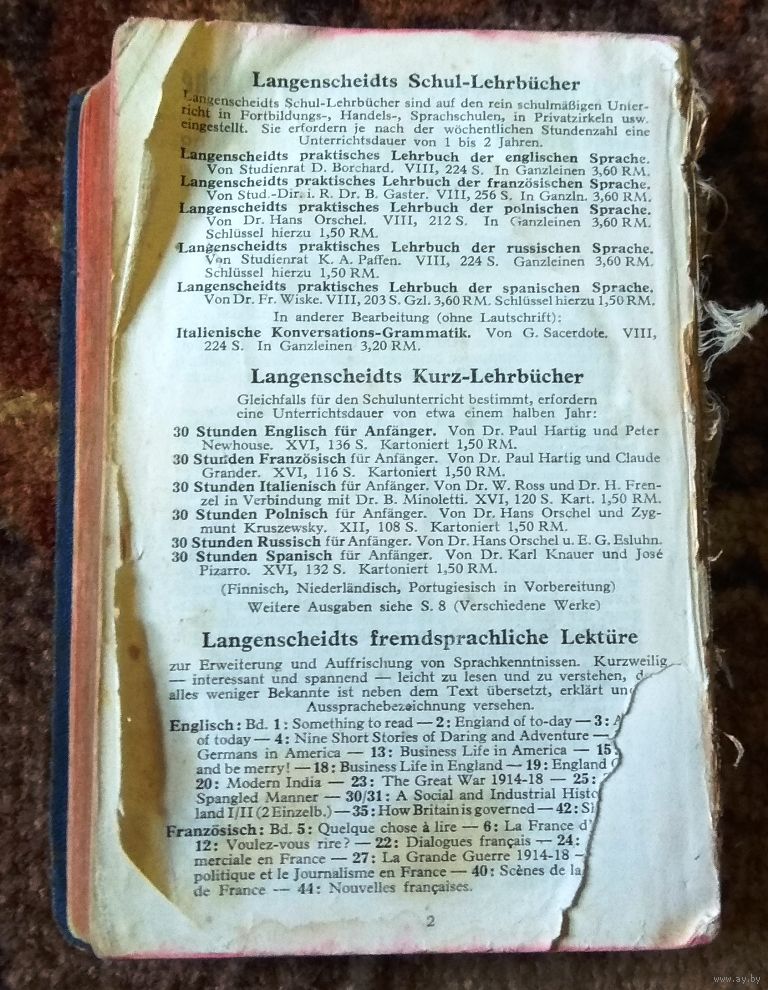 Langenscheidts Schul-Lehrbücher
Langenscheidts Schul-Lehrbücher sind auf den rein schulmäßigen Unter-
richt in Fortbildungs-, Handels-, Sprachschulen, in Privatzirkeln usw.
eingestellt. Sie erfordern je nach der wöchentlichen Stundenzahl eine
Unterrichtsdauer von 1 bis 2 Jahren.
Langenscheidts praktisches Lehrbuch der englischen Sprache.
Von Studienrat D. Borchard. VIII, 224 S. In Ganzleinen 3,60 RM.
Langenscheidts praktisches Lehrbuch der französischen Sprache.
Von Stud.-Dir. i. R. Dr. B. Gaster. VIII, 256 S. In Ganzln. 3,60 RM.
Langenscheidts praktisches Lehrbuch der polnischen Sprache.
Von Dr. Hans Orschel. VIII, 212 S. In Ganzleinen 3,60 RM.
Schlüssel hierzu 1,50 RM.
Langenscheidts praktisches Lehrbuch der russischen Sprache.
Von Studienrat K. A. Paffen. VIII, 224 S. Ganzleinen 3,60 RM.
Schlüssel hierzu 1,50 RM.
Langenscheidts praktisches Lehrbuch der spanischen Sprache.
Von Dr. Fr. Wiske. VIII, 203 S. Gzl. 3,60 RM. Schlüssel hierzu 1,50 RM.
In anderer Bearbeitung (ohne Lautschrift):
Italienische Konversations-Grammatik. Von G. Sacerdote. VIII,
224 S. In Ganzleinen 3,20 RM.
Langenscheidts Kurz-Lehrbücher
Gleichfalls für den Schulunterricht bestimmt, erfordern
eine Unterrichtsdauer von etwa einem halben Jahr:
30 Stunden Englisch für Anfänger. Von Dr. Paul Hartig und Peter
Newhouse. XVI, 136 S. Kartoniert 1,50 RM.
30 Stunden Französisch für Anfänger. Von Dr. Paul Hartig und Claude
Grander. XVI, 116 S. Kartoniert 1,50 RM.
30 Stunden Italienisch für Anfänger. Von Dr. W. Ross und Dr. H. Fren-
zel in Verbindung mit Dr. B. Minoletti. XVI, 120 S. Kart. 1,50 RM.
30 Stunden Polnisch für Anfänger. Von Dr. Hans Orschel und Zyg-
munt Kruszewsky. XII, 108 S. Kartoniert 1,50 RM.
30 Stunden Russisch für Anfänger. Von Dr. Hans Orschel u. E. G. Esluhn.
30 Stunden Spanisch für Anfänger. Von Dr. Karl Knauer und José
Pizarro. XVI, 132 S. Kartoniert 1,50 RM.
(Finnisch, Niederländisch, Portugiesisch in Vorbereitung)
Weitere Ausgaben siehe S. 8 (Verschiedene Werke)
Langenscheidts fremdsprachliche Lektüre
zur Erweiterung und Auffrischung von Sprachkenntnissen. Kurzweilig
— interessant und spannend — leicht zu lesen und zu verstehen,
alles weniger Bekannte ist neben dem Text übersetzt, erklärt
Aussprachebezeichnung versehen.
Englisch: Bd. 1: Something to read — 2: England of to-day — 3:
of today — 4: Nine Short Stories of Daring and Adventure —
Germans in America — 13: Business Life in America — 15
and be merry! — 18: Business Life in England — 19: England
20: Modern India — 23: The Great War 1914-18 — 25:
Spangled Manner — 30/31: A Social and Industrial
land I/II (2 Einzelb.) — 35: How Britain is governed — 42:
Französisch: Bd. 5: Quelque chose à lire — 6: La France
12: Voulez-vous rire? — 22: Dialogues français — 24:
merciale en France — 27: La Grande Guerre 1914-18 —
politique et le Journalisme en France — 40: Scènes de la
de France — 44: Nouvelles françaises.
2
www.ay.by